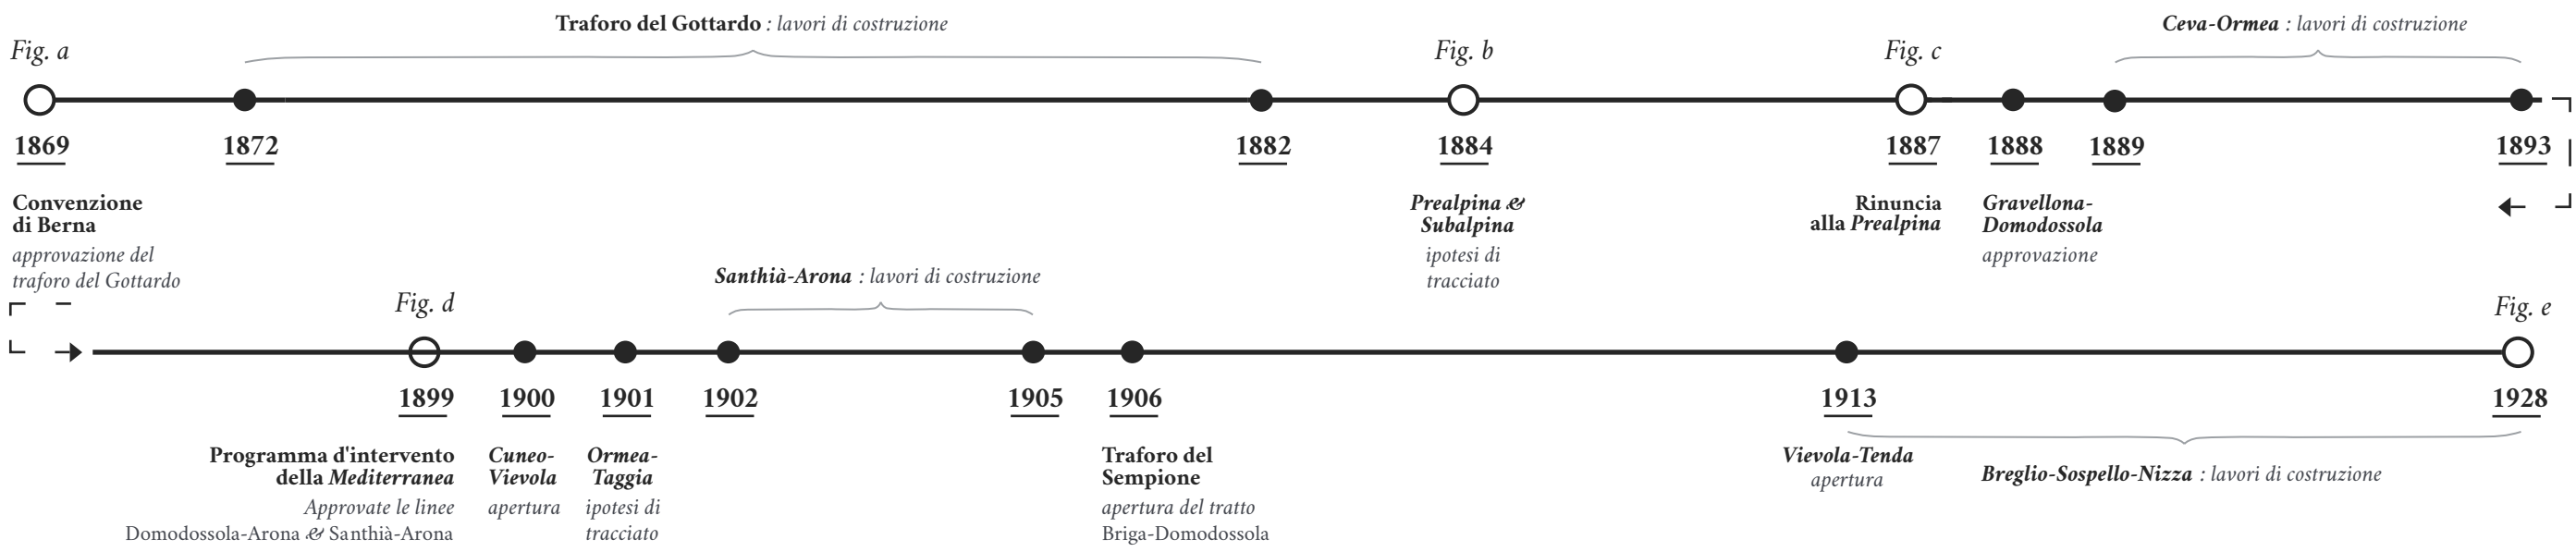 Traforo del Gottardo : lavori di costruzione
Ceva-Ormea : lavori di costruzione
Fig. a
Fig. b
Fig. c
1869
1872
1882
1884
1887
1888
1889
1893
Convenzione
di Berna
approvazione del
traforo del Gottardo
Prealpina &
Subalpina
ipotesi di
tracciato
Rinuncia
alla Prealpina
Gravellona-
Domodossola
approvazione
Santhià-Arona : lavori di costruzione
Fig. d
Fig. e
1899
1900
1901
1902
1905
1906
1913
1928
Programma d'intervento
della Mediterranea
Approvate le linee
Domodossola-Arona & Santhià-Arona
Cuneo-
Vievola
apertura
Ormea-
Taggia
ipotesi di
tracciato
Traforo del
Sempione
apertura del tratto
Briga-Domodossola
Vievola-Tenda
apertura
Breglio-Sospello-Nizza : lavori di costruzione